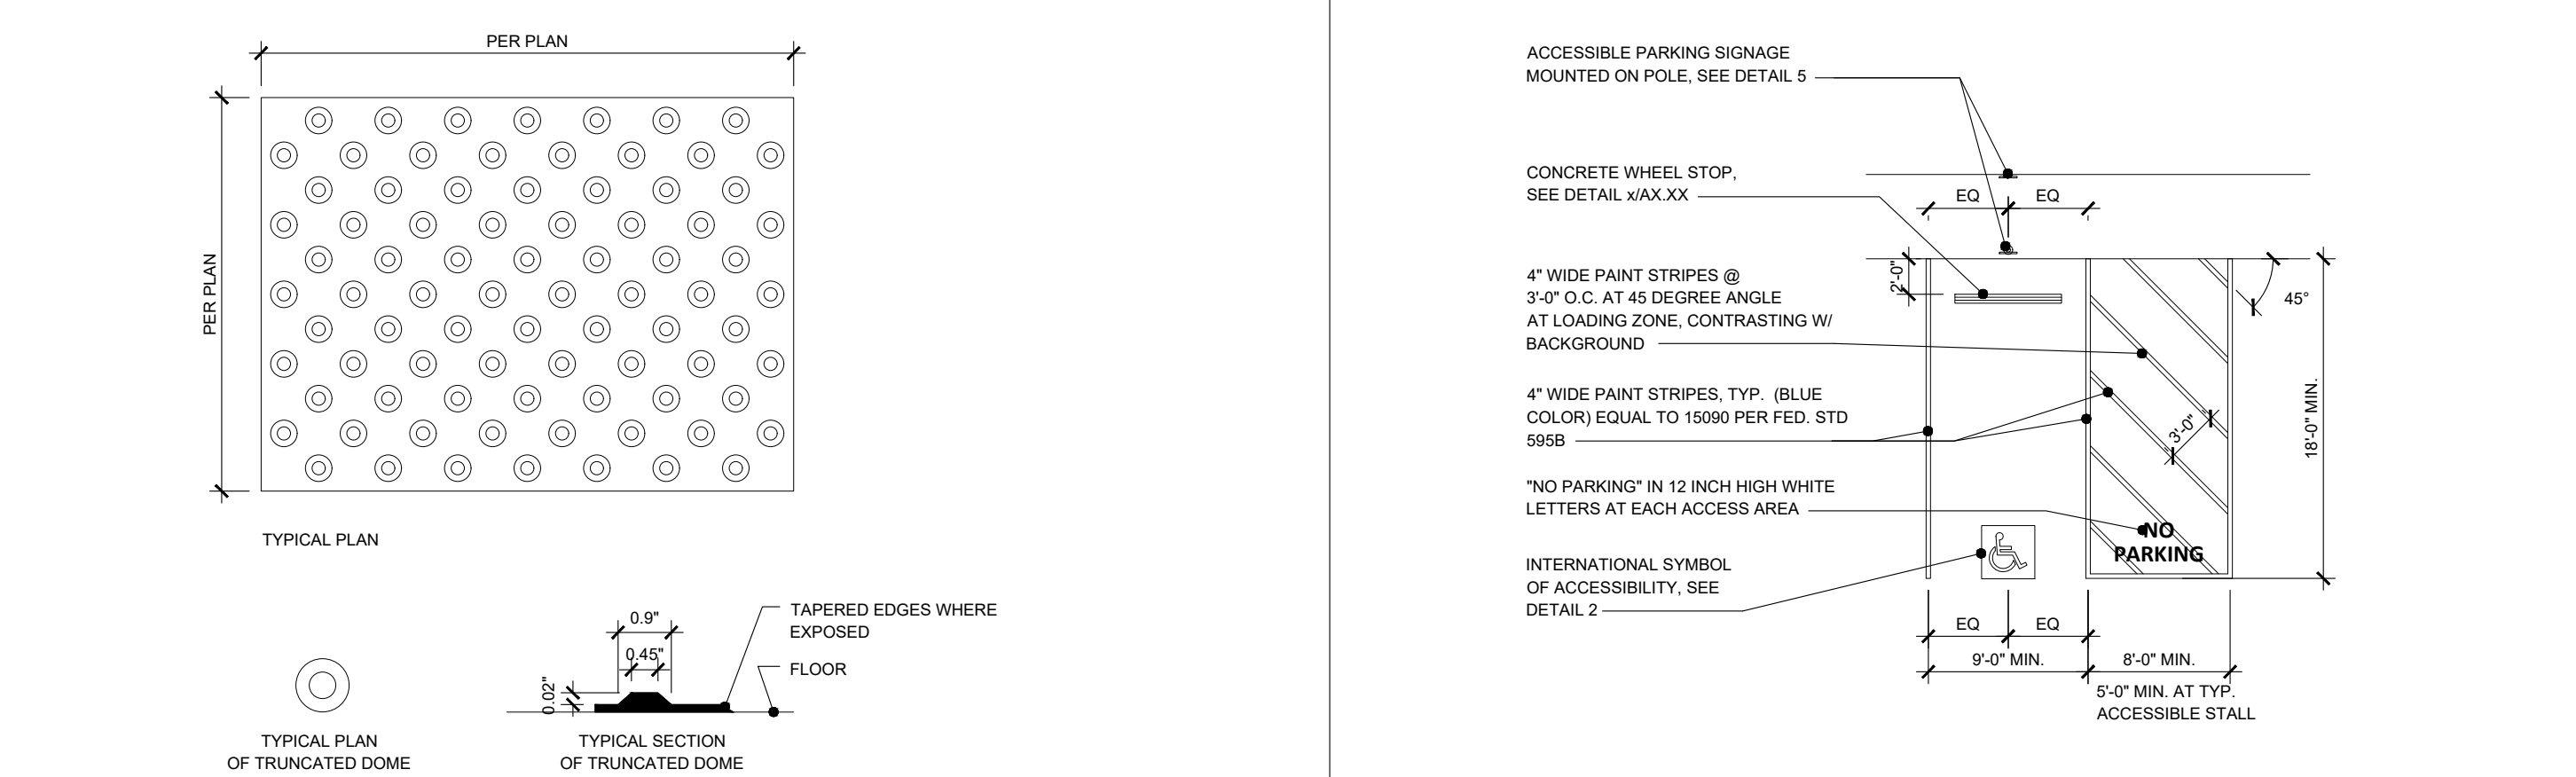 PER PLAN
PER PLAN
TYPICAL PLAN
0.9"
0.45"
0.02"
TAPERED EDGES WHERE
EXPOSED
FLOOR
TYPICAL PLAN
OF TRUNCATED DOME
TYPICAL SECTION
OF TRUNCATED DOME
ACCESSIBLE PARKING SIGNAGE
MOUNTED ON POLE, SEE DETAIL 5
CONCRETE WHEEL STOP,
SEE DETAIL x/AX.XX
4" WIDE PAINT STRIPES @
3'-0" O.C. AT 45 DEGREE ANGLE
AT LOADING ZONE, CONTRASTING W/
BACKGROUND
4" WIDE PAINT STRIPES, TYP. (BLUE
COLOR) EQUAL TO 15090 PER FED. STD
595B
"NO PARKING" IN 12 INCH HIGH WHITE
LETTERS AT EACH ACCESS AREA
INTERNATIONAL SYMBOL
OF ACCESSIBILITY, SEE
DETAIL 2
EQ
EQ
2'-0"
45°
3'-0"
18'-0" MIN.
NO
PARKING
EQ
EQ
9'-0" MIN.
8'-0" MIN.
5'-0" MIN. AT TYP.
ACCESSIBLE STALL